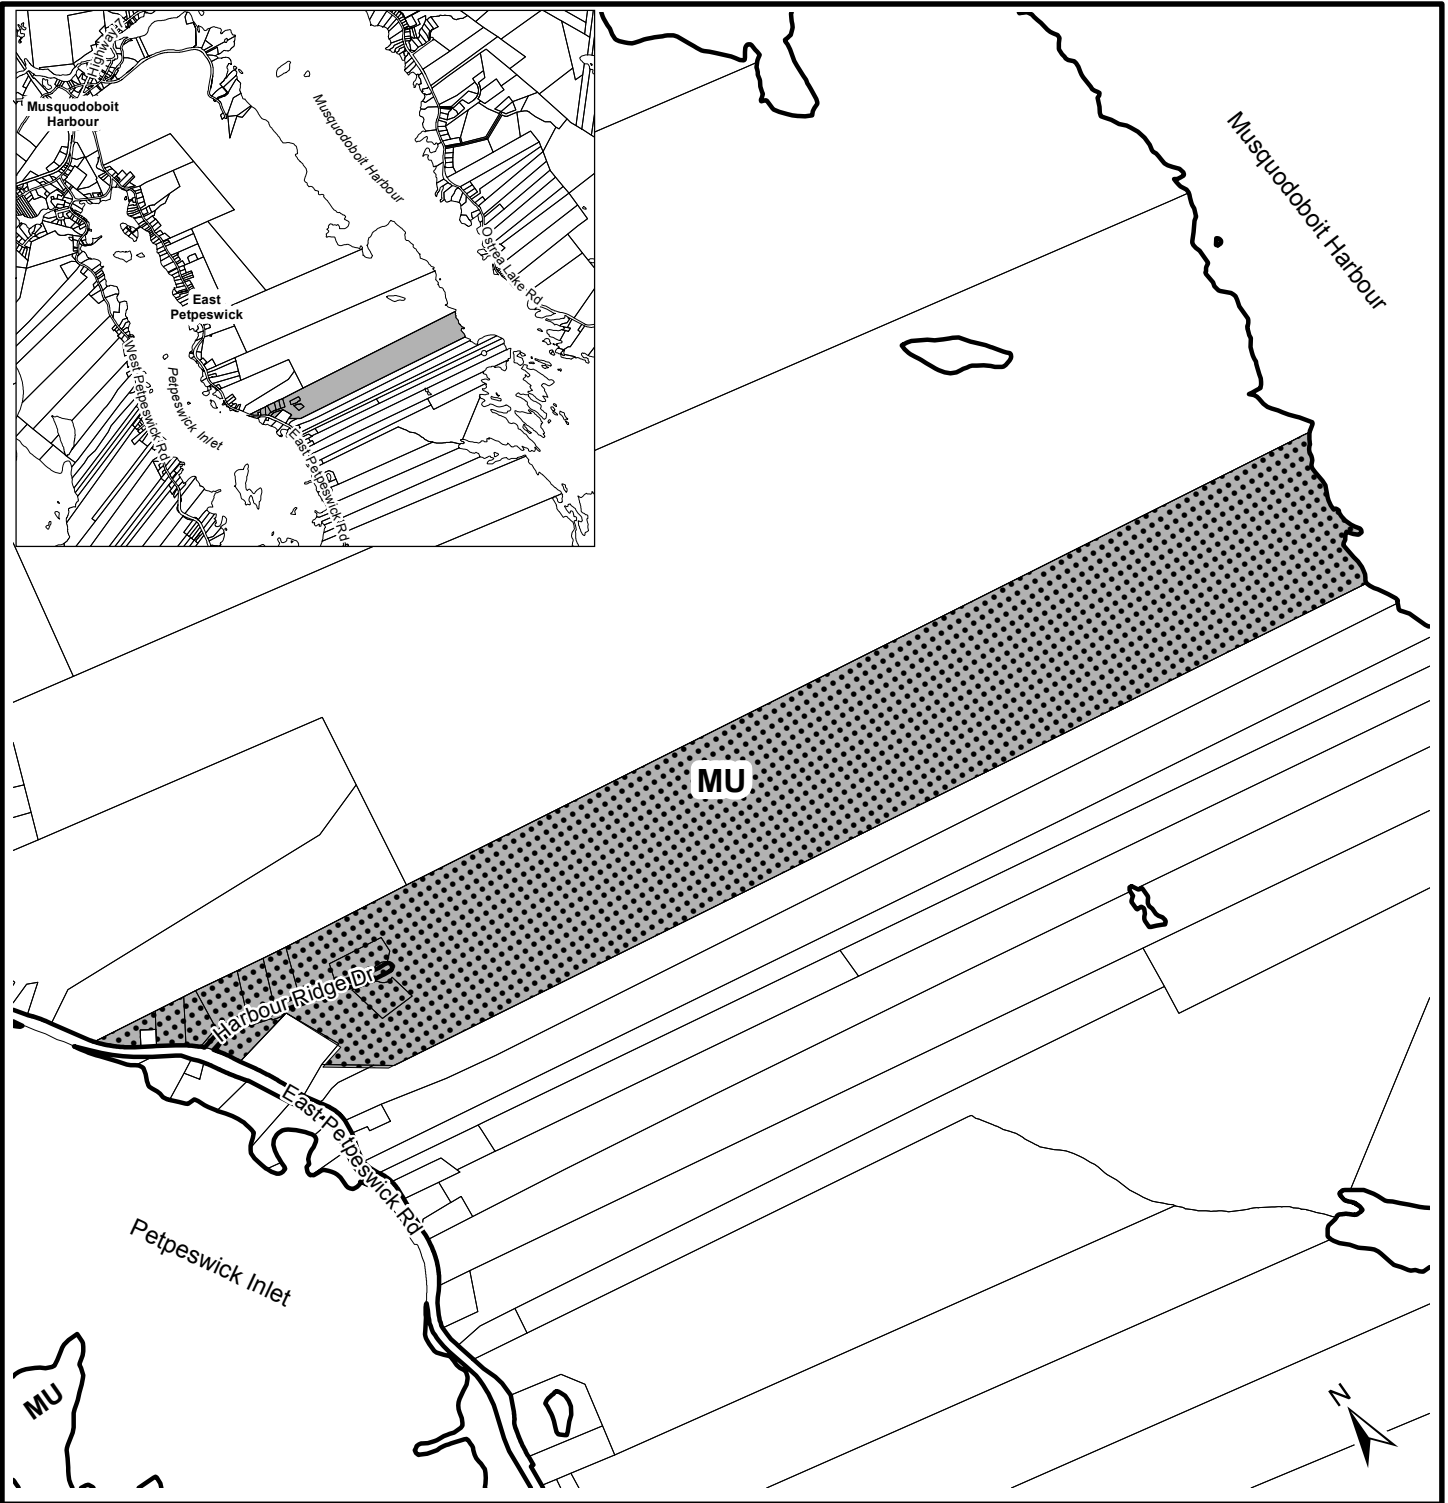 Highway 7
Musquodoboit
Harbour
Musquodoboit Harbour
Ostrea Lake Rd
East
Petpeswick
West Petpeswick Rd
Petpeswick Inlet
East Petpeswick Rd
Musquodoboit Harbour
MU
Harbour Ridge Dr
East Petpeswick Rd
Petpeswick Inlet
MU
N